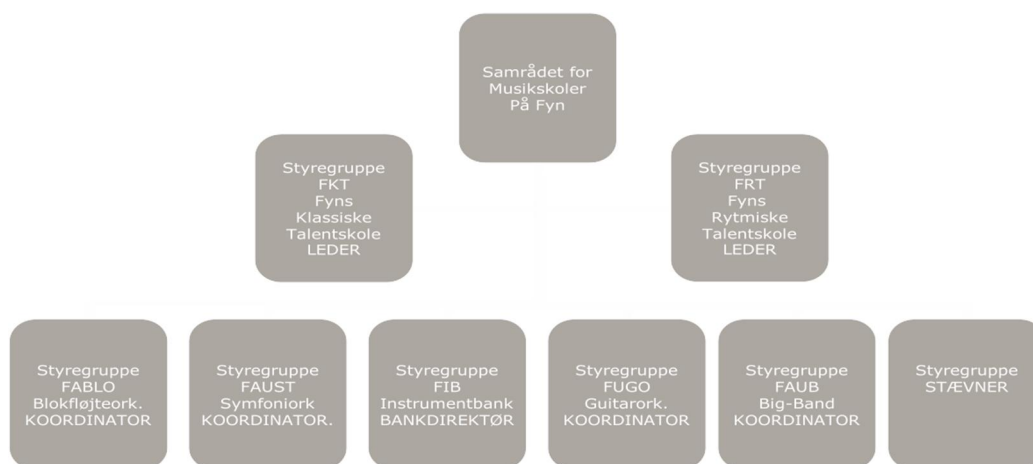 Samrådet for
Musikskoler
På Fyn
Styregruppe
FKT
Fyns
Klassiske
Talentskole
LEDER
Styregruppe
FRT
Fyns
Rytmiske
Talentskole
LEDER
Styregruppe
FABLO
Blokfløjteork.
KOORDINATOR
Styregruppe
FAUST
Symfoniork
KOORDINATOR.
Styregruppe
FIB
Instrumentbank
BANKDIREKTØR
Styregruppe
FUGO
Guitarork.
KOORDINATOR
Styregruppe
FAUB
Big-Band
KOORDINATOR
Styregruppe
STÆVNER